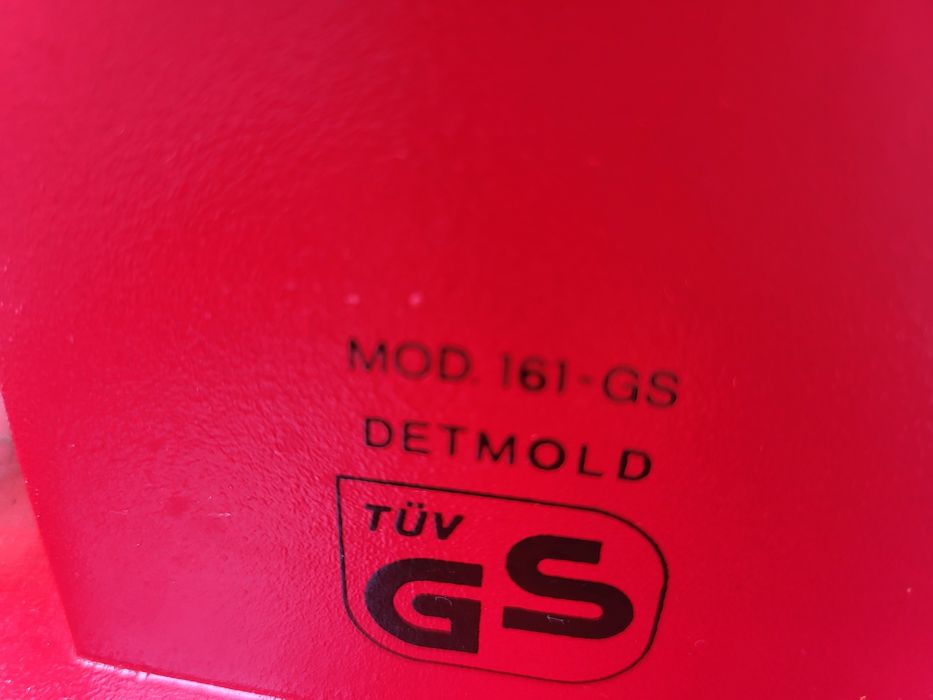 MOD. 161-GS
DETMOLD
TÜV
GS